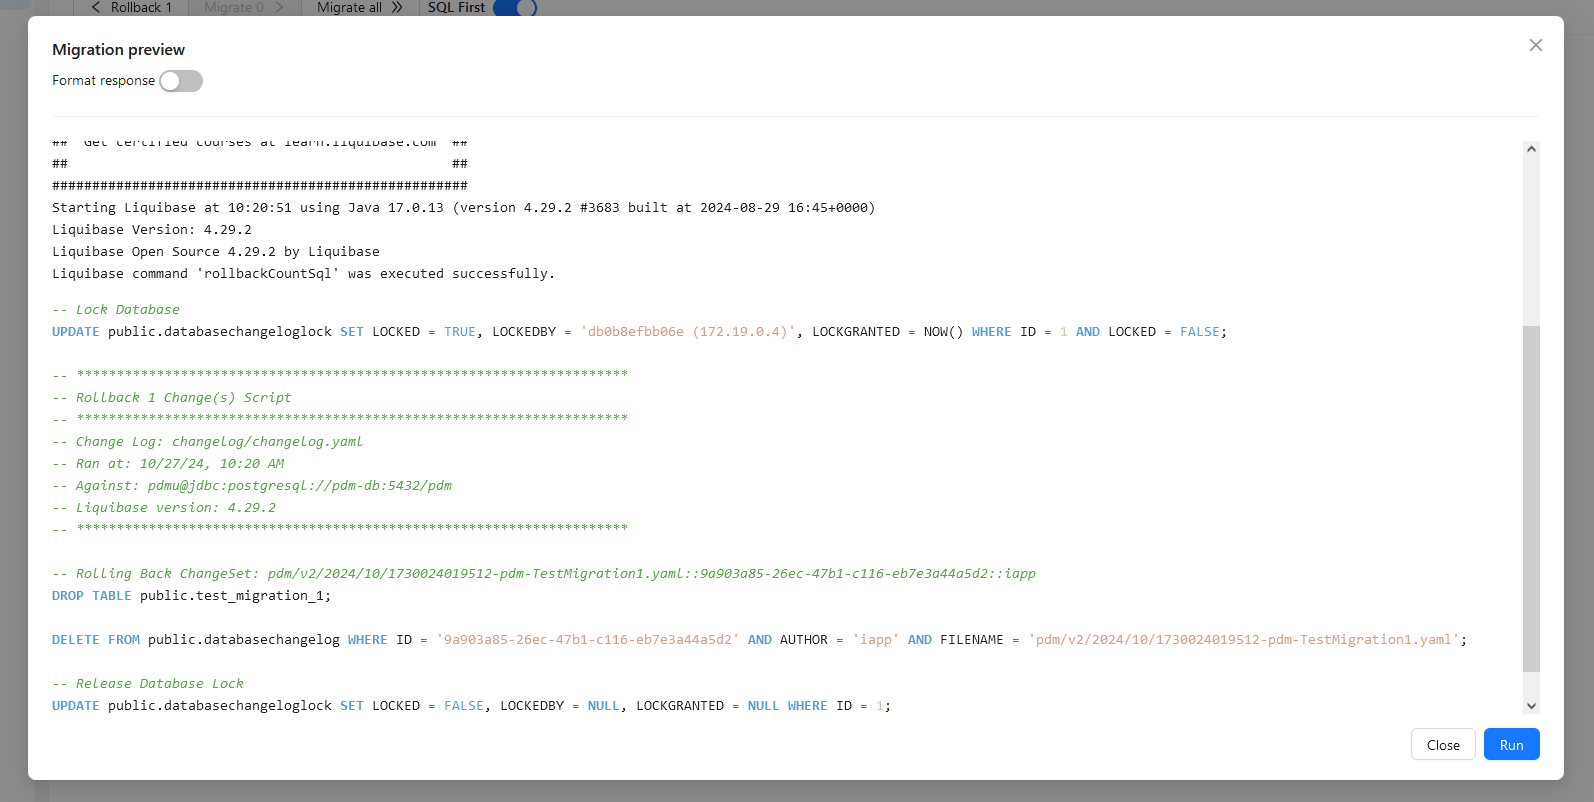 Rollback 1
Migrate 0
Migrate all
SQL First
Migration preview
Format response
##  Get certified courses at learn.liquibase.com  ##
##                                                ##
####################################################
Starting Liquibase at 10:20:51 using Java 17.0.13 (version 4.29.2 #3683 built at 2024-08-29 16:45+0000)
Liquibase Version: 4.29.2
Liquibase Open Source 4.29.2 by Liquibase
Liquibase command 'rollbackCountSql' was executed successfully.
-- Lock Database
UPDATE public.databasechangeloglock SET LOCKED = TRUE, LOCKEDBY = 'db0b8efbb06e (172.19.0.4)', LOCKGRANTED = NOW() WHERE ID = 1 AND LOCKED = FALSE;
-- *********************************************************************
-- Rollback 1 Change(s) Script
-- *********************************************************************
-- Change Log: changelog/changelog.yaml
-- Ran at: 10/27/24, 10:20 AM
-- Against: pdmu@jdbc:postgresql://pdm-db:5432/pdm
-- Liquibase version: 4.29.2
-- *********************************************************************
-- Rolling Back ChangeSet: pdm/v2/2024/10/1730024019512-pdm-TestMigration1.yaml::9a903a85-26ec-47b1-c116-eb7e3a44a5d2::iapp
DROP TABLE public.test_migration_1;
DELETE FROM public.databasechangelog WHERE ID = '9a903a85-26ec-47b1-c116-eb7e3a44a5d2' AND AUTHOR = 'iapp' AND FILENAME = 'pdm/v2/2024/10/1730024019512-pdm-TestMigration1.yaml';
-- Release Database Lock
UPDATE public.databasechangeloglock SET LOCKED = FALSE, LOCKEDBY = NULL, LOCKGRANTED = NULL WHERE ID = 1;
Close
Run